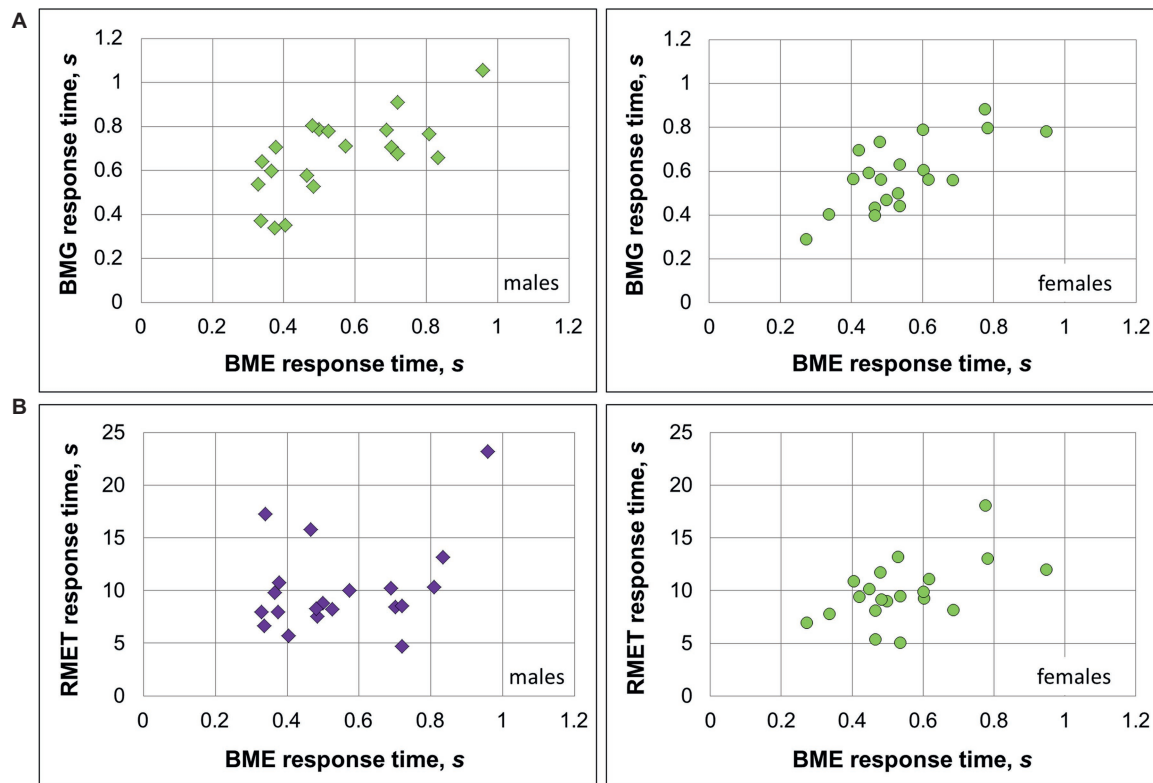 A
BMG response time, s
1.2
1
0.8
0.6
0.4
0.2
0
males
0 0.2 0.4 0.6 0.8 1 1.2
BME response time, s
BMG response time, s
1.2
1
0.8
0.6
0.4
0.2
0
females
0 0.2 0.4 0.6 0.8 1 1.2
BME response time, s
B
RMET response time, s
25
20
15
10
5
0
males
0 0.2 0.4 0.6 0.8 1 1.2
BME response time, s
RMET response time, s
25
20
15
10
5
0
females
0 0.2 0.4 0.6 0.8 1 1.2
BME response time, s